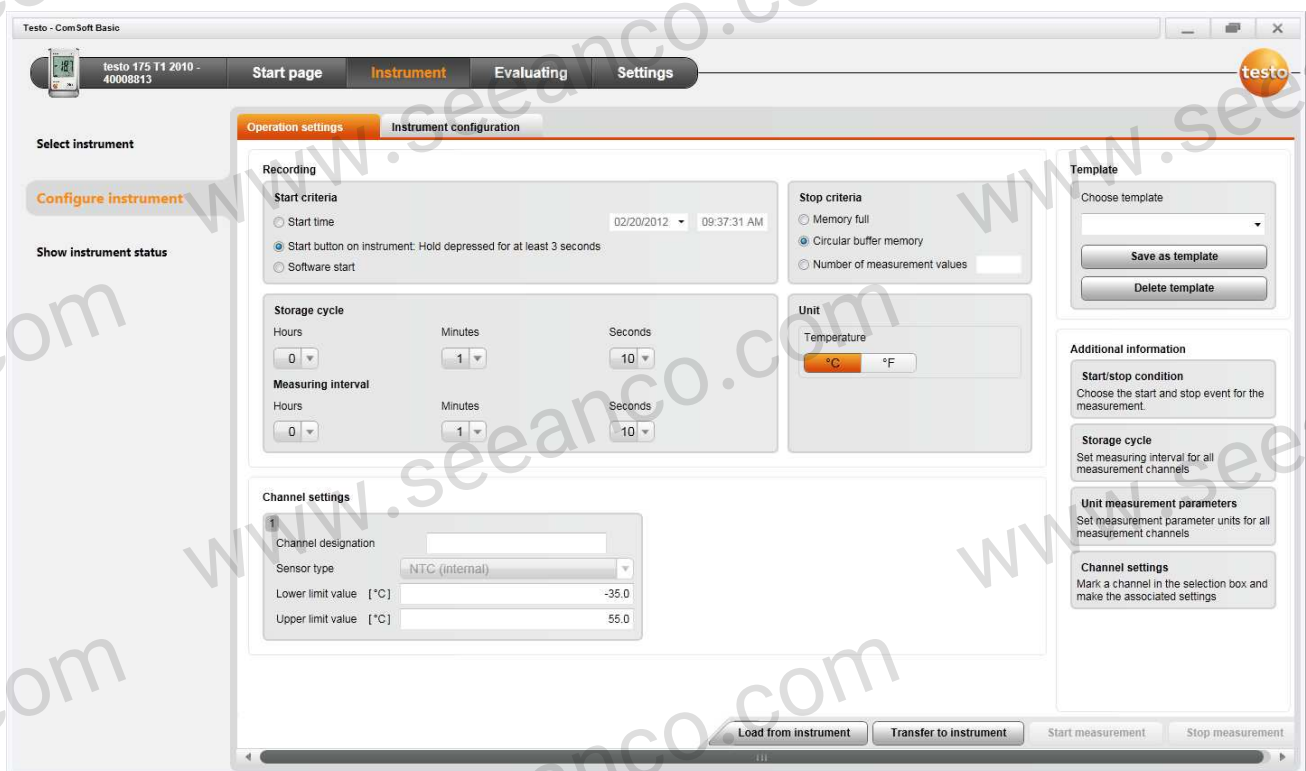 Testo - ComSoft Basic
testo 175 T1 2010 -
40008813
Start page
Instrument
Evaluating
Settings
testo
Select instrument
Configure instrument
Show instrument status
Operation settings
Instrument configuration
Recording
Start criteria
Start time
02/20/2012
09:37:31 AM
Start button on instrument: Hold depressed for at least 3 seconds
Software start
Stop criteria
Memory full
Circular buffer memory
Number of measurement values
Storage cycle
Hours Minutes Seconds
0 1 10
Measuring interval
Hours Minutes Seconds
0 1 10
Unit
Temperature
°C °F
Channel settings
1
Channel designation
Sensor type NTC (internal)
Lower limit value [°C] -35.0
Upper limit value [°C] 55.0
Template
Choose template
Save as template
Delete template
Additional information
Start/stop condition
Choose the start and stop event for the
measurement.
Storage cycle
Set measuring interval for all
measurement channels
Unit measurement parameters
Set measurement parameter units for all
measurement channels
Channel settings
Mark a channel in the selection box and
make the associated settings
Load from instrument
Transfer to instrument
Start measurement
Stop measurement
www.seeanco.com
www.seeanco.com